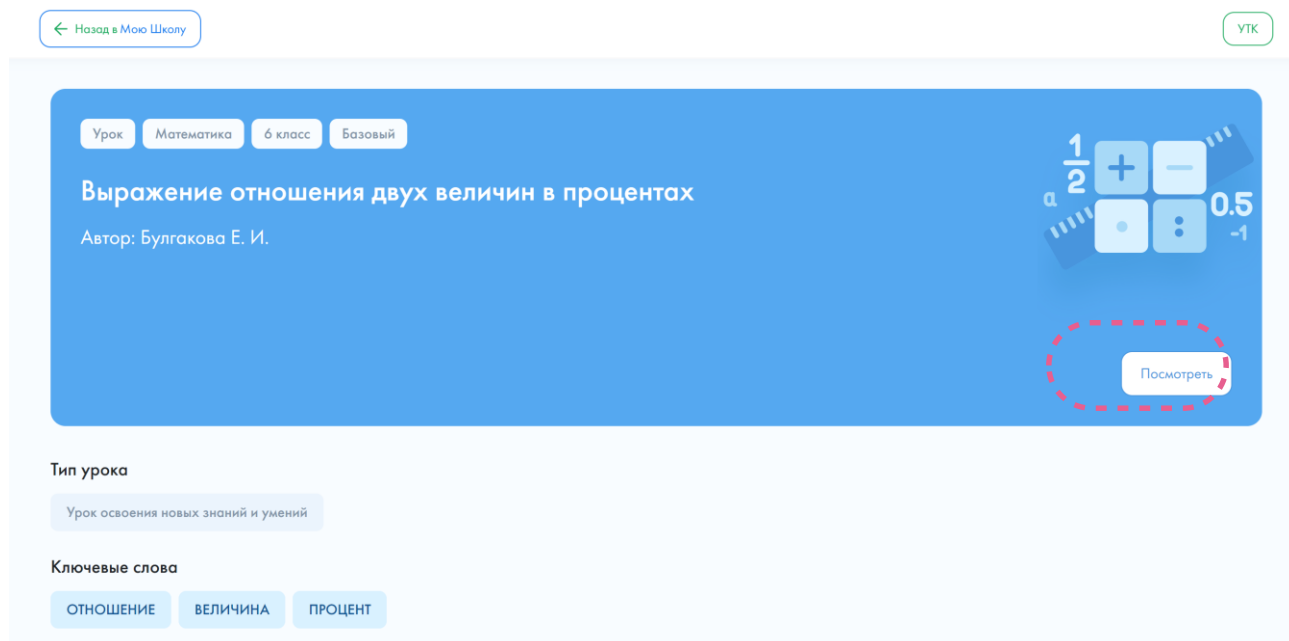 ← Назад в Мою Школу
УТК
Урок Математика 6 класс Базовый
Выражение отношения двух величин в процентах
Автор: Булгакова Е. И.
1
2
+ −
a
0.5
• :
-1
Посмотреть
Тип урока
Урок освоения новых знаний и умений
Ключевые слова
ОТНОШЕНИЕ ВЕЛИЧИНА ПРОЦЕНТ